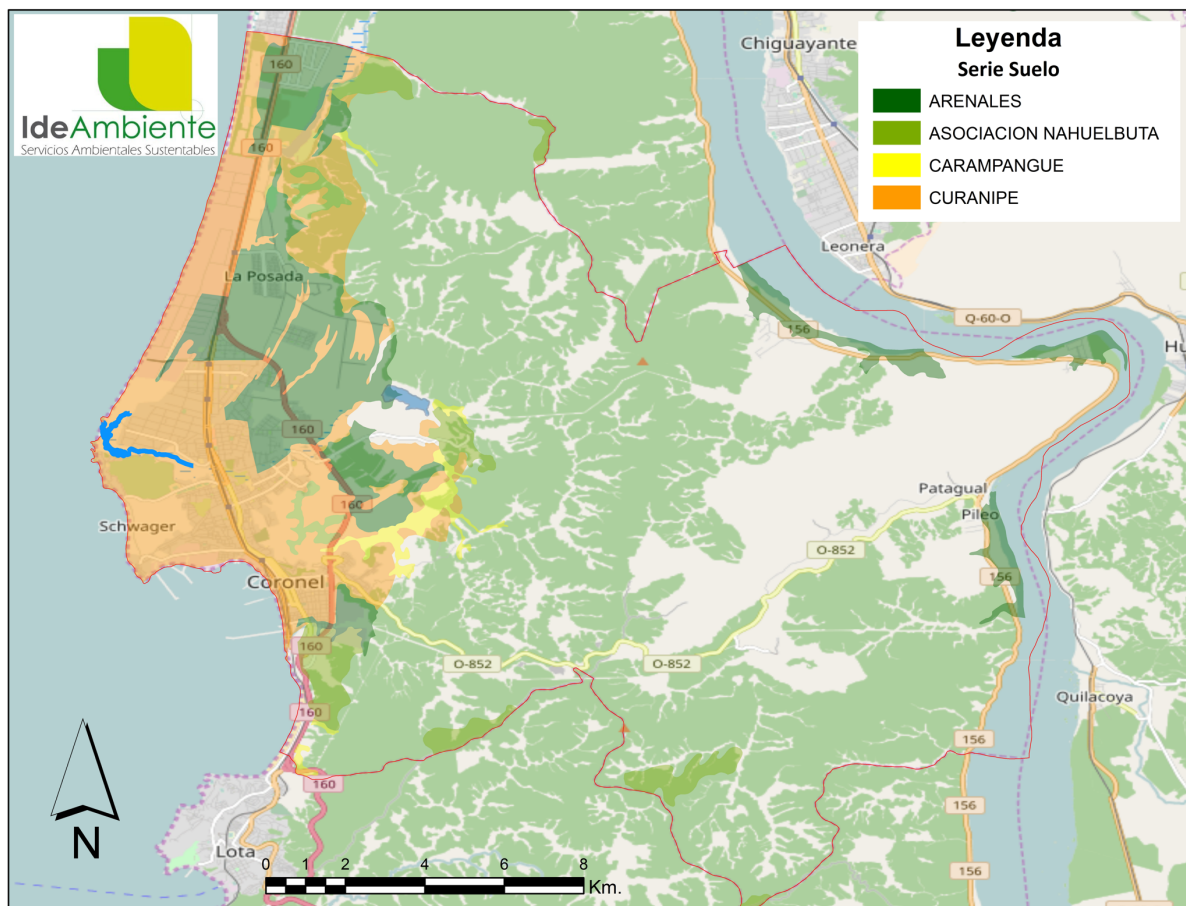 IdeAmbiente
Servicios Ambientales Sustentables
Leyenda
Serie Suelo
ARENALES
ASOCIACION NAHUELBUTA
CARAMPANGUE
CURANIPE
Chiguayante
160
160
Leonera
La Posada
Q-60-O
156
Hu
160
160
Schwager
Patagual
Pileo
O-852
Coronel
156
160
O-852
O-852
Quilacoya
160
156
160
156
Lota
156
N
0 1 2 4 6 8
Km.